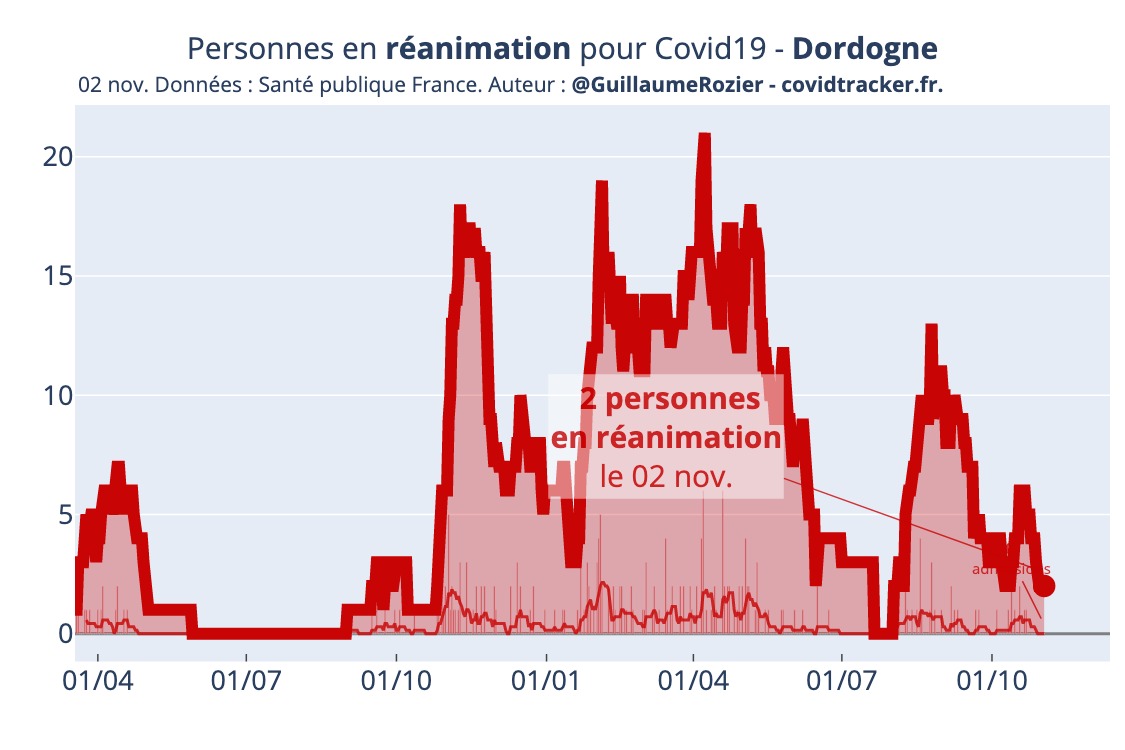 Personnes en réanimation pour Covid19 - Dordogne
02 nov. Données : Santé publique France. Auteur : @GuillaumeRozier - covidtracker.fr.
20
15
10
5
0
2 personnes
en réanimation
le 02 nov.
admissions
01/04 01/07 01/10 01/01 01/04 01/07 01/10